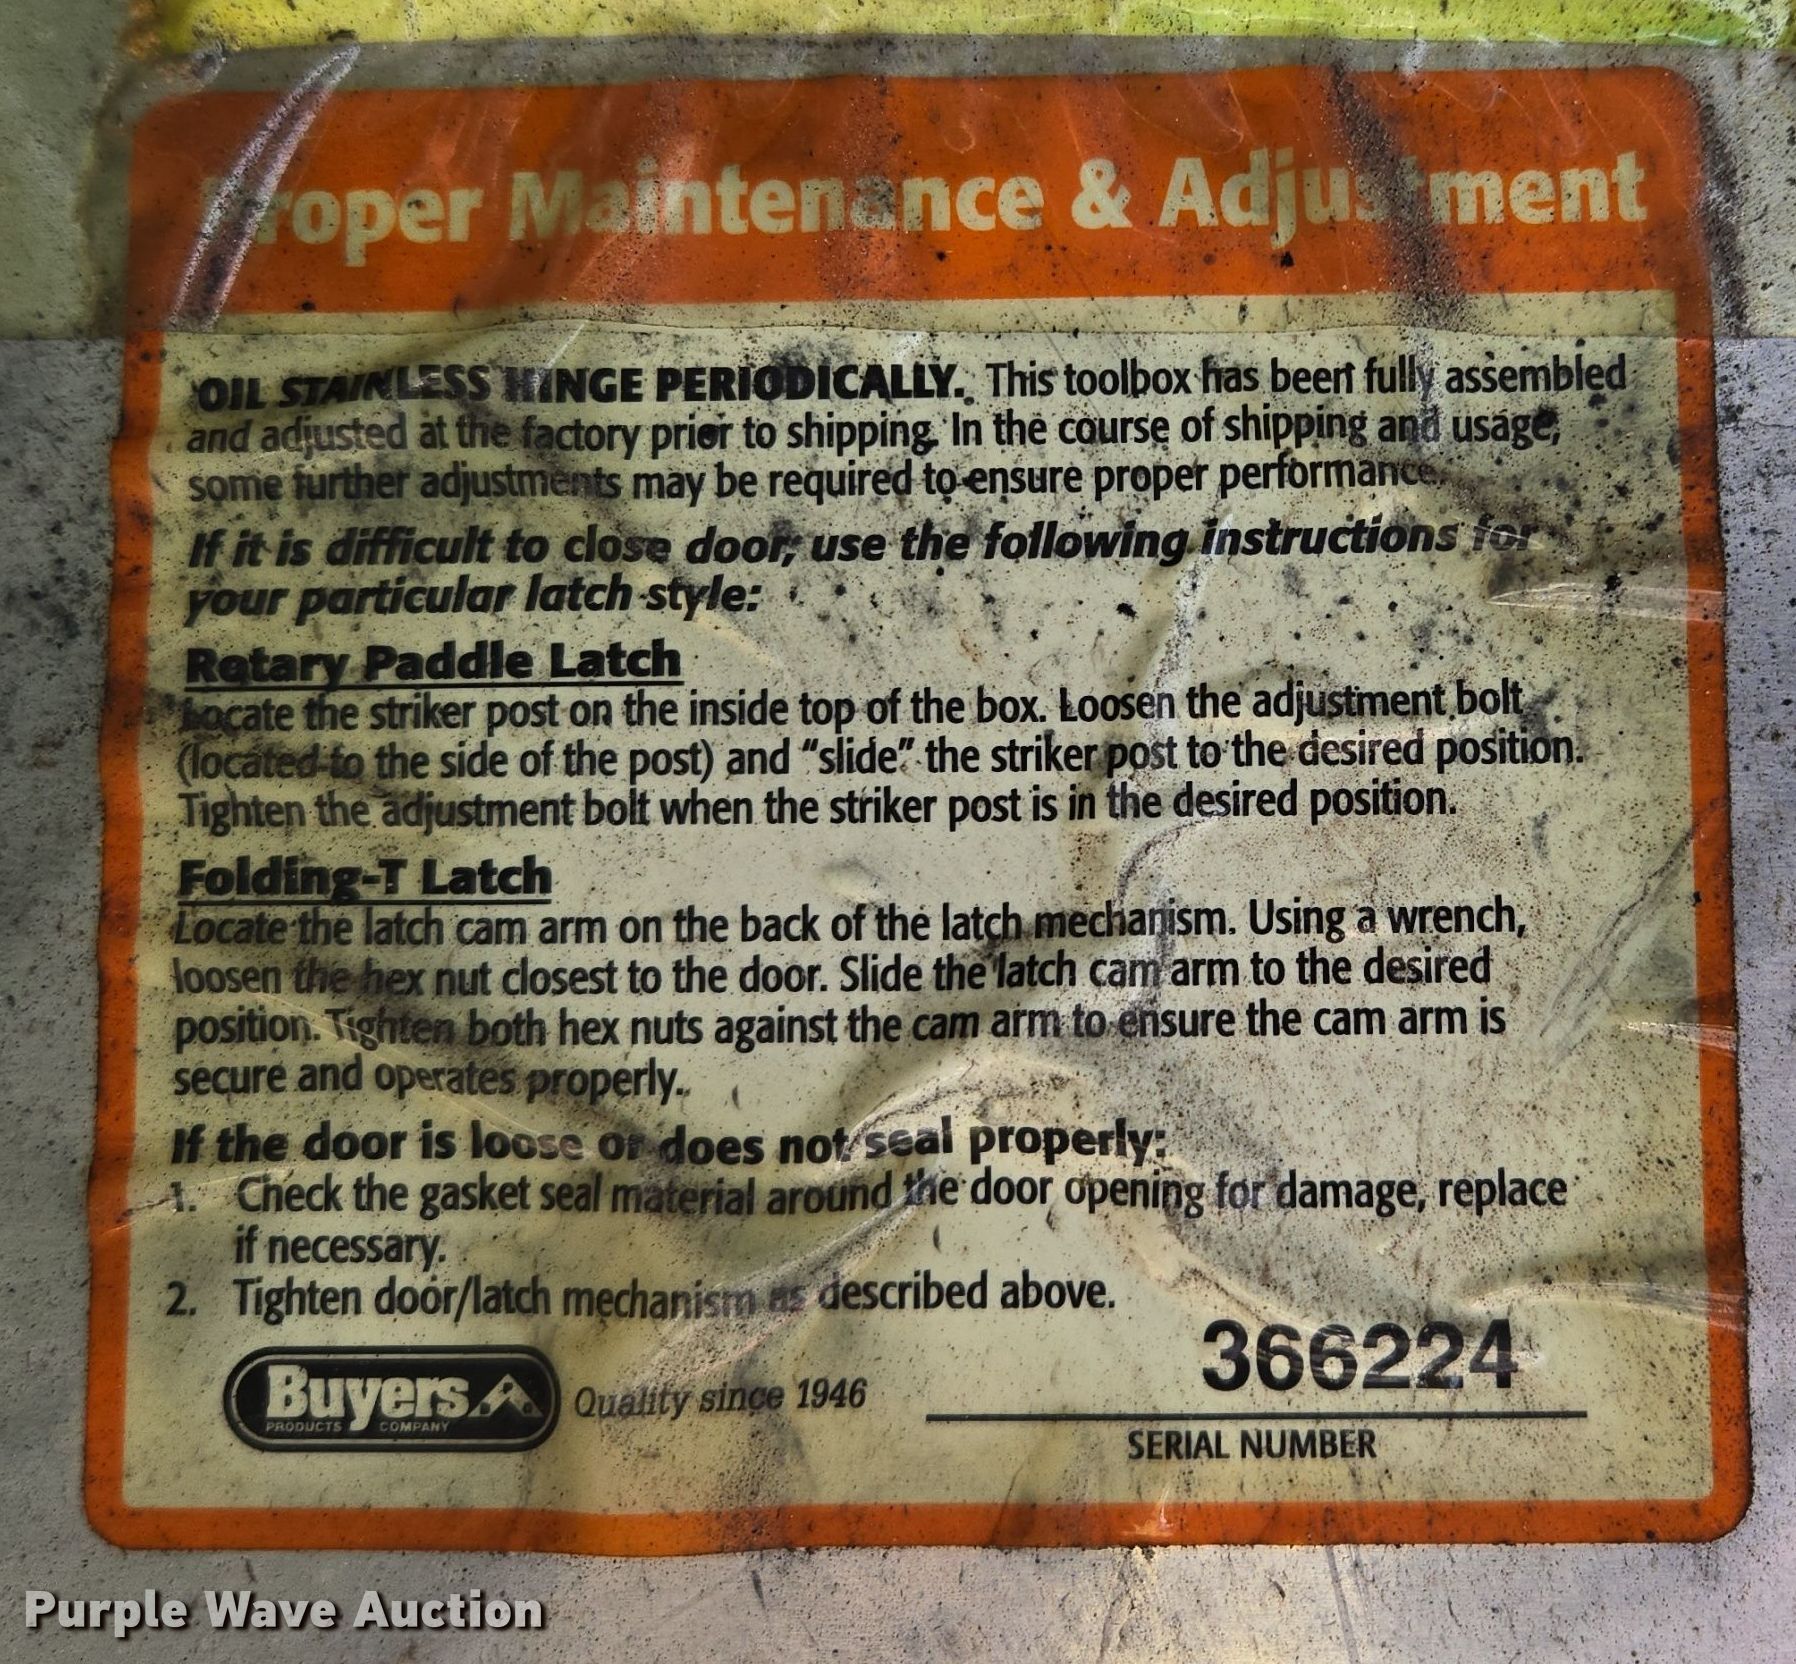 Proper Maintenance & Adjustment
OIL STAINLESS HINGE PERIODICALLY. This toolbox has been fully assembled
and adjusted at the factory prior to shipping. In the course of shipping and usage,
some further adjustments may be required to ensure proper performance.
If it is difficult to close door, use the following instructions for
your particular latch style:
Rotary Paddle Latch
Locate the striker post on the inside top of the box. Loosen the adjustment bolt
(located to the side of the post) and “slide” the striker post to the desired position.
Tighten the adjustment bolt when the striker post is in the desired position.
Folding-T Latch
Locate the latch cam arm on the back of the latch mechanism. Using a wrench,
loosen the hex nut closest to the door. Slide the latch cam arm to the desired
position. Tighten both hex nuts against the cam arm to ensure the cam arm is
secure and operates properly.
If the door is loose or does not seal properly:
1. Check the gasket seal material around the door opening for damage, replace
if necessary.
2. Tighten door/latch mechanism as described above.
366224
Buyers
PRODUCTS COMPANY
Quality since 1946
SERIAL NUMBER
Purple Wave Auction